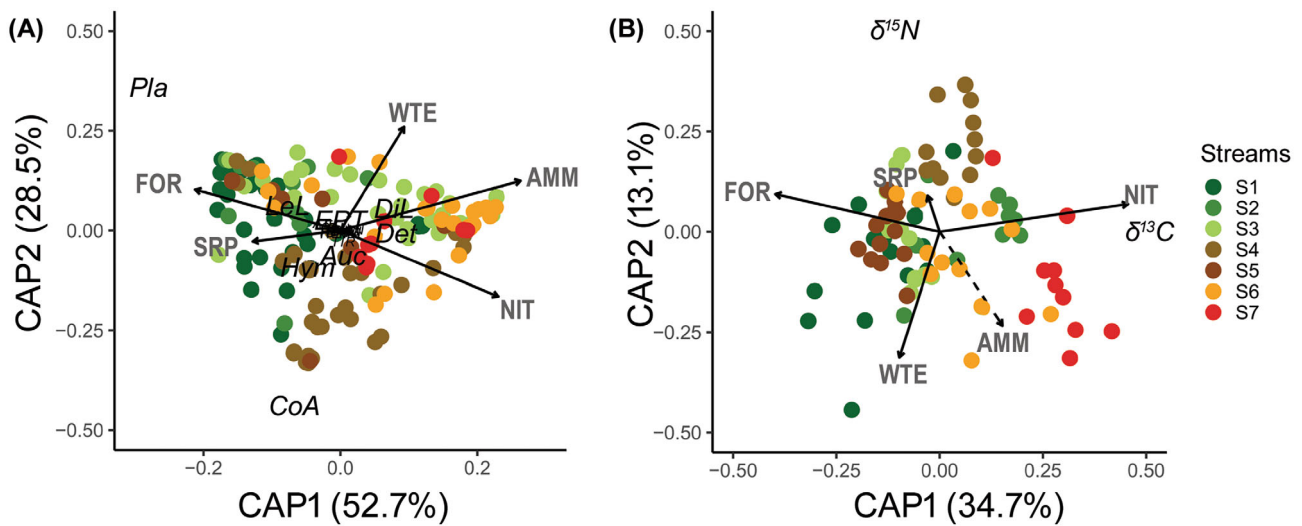 (A)
0.50
0.25
0.00
−0.25
−0.50
CAP2 (28.5%)
Pla
WTE
FOR
AMM
LeL
EPT
DiL
SRP
Det
Auc
Hym
NIT
CoA
−0.2
0.0
0.2
CAP1 (52.7%)
(B)
0.50
0.25
0.00
−0.25
−0.50
CAP2 (13.1%)
δ¹⁵N
SRP
FOR
NIT
δ¹³C
AMM
WTE
−0.50
−0.25
0.00
0.25
0.50
CAP1 (34.7%)
Streams
S1
S2
S3
S4
S5
S6
S7